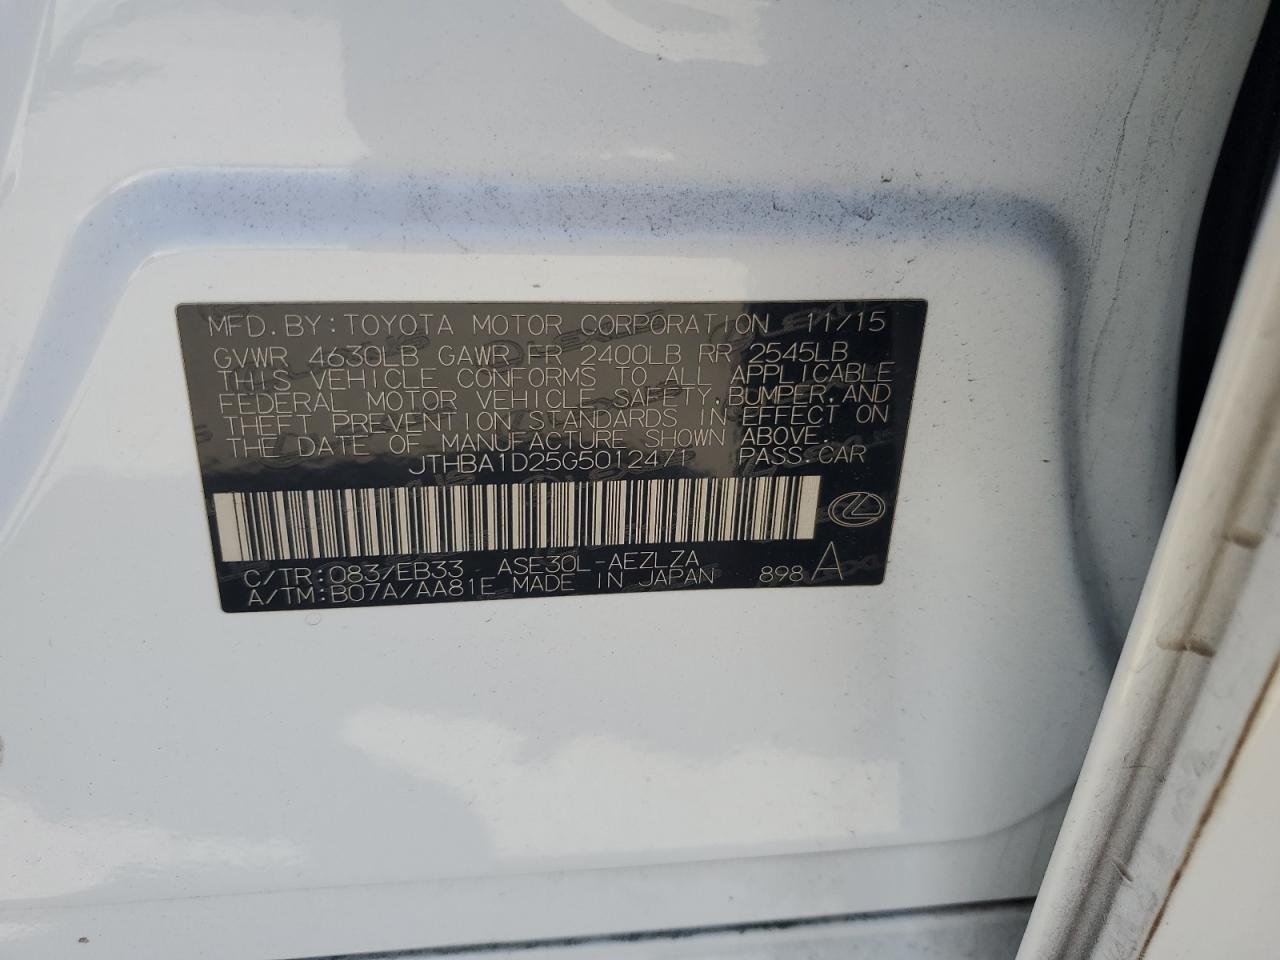 MFD.BY:TOYOTA MOTOR CORPORATION 11/15
GVWR 4630LB GAWR FR 2400LB RR 2545LB
THIS VEHICLE CONFORMS TO ALL APPLICABLE
FEDERAL MOTOR VEHICLE SAFETY,BUMPER,AND
THEFT PREVENTION STANDARDS IN EFFECT ON
THE DATE OF MANUFACTURE SHOWN ABOVE.
JTHBA1D25G5012471 PASS.CAR
C/TR:083/EB33 ASE30L-AEZLZA
A/TM:B07A/AA81E MADE IN JAPAN 898 A